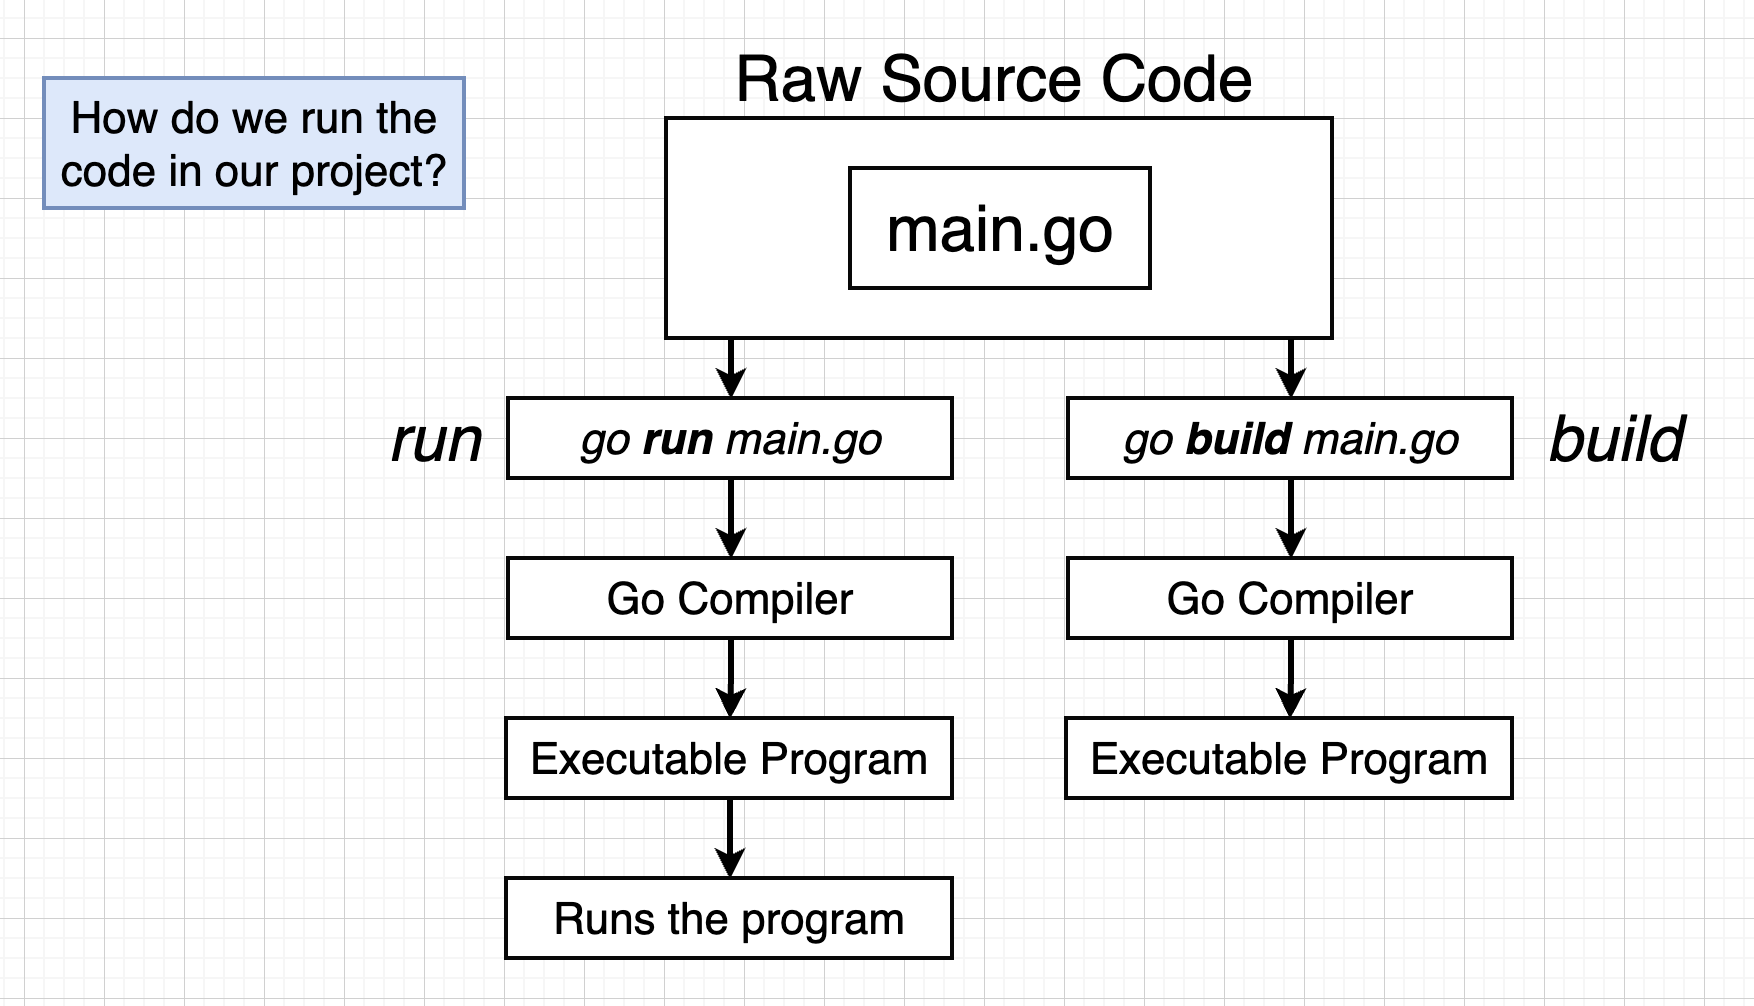 How do we run the
code in our project?
Raw Source Code
main.go
run
go run main.go
go build main.go
build
Go Compiler
Go Compiler
Executable Program
Executable Program
Runs the program